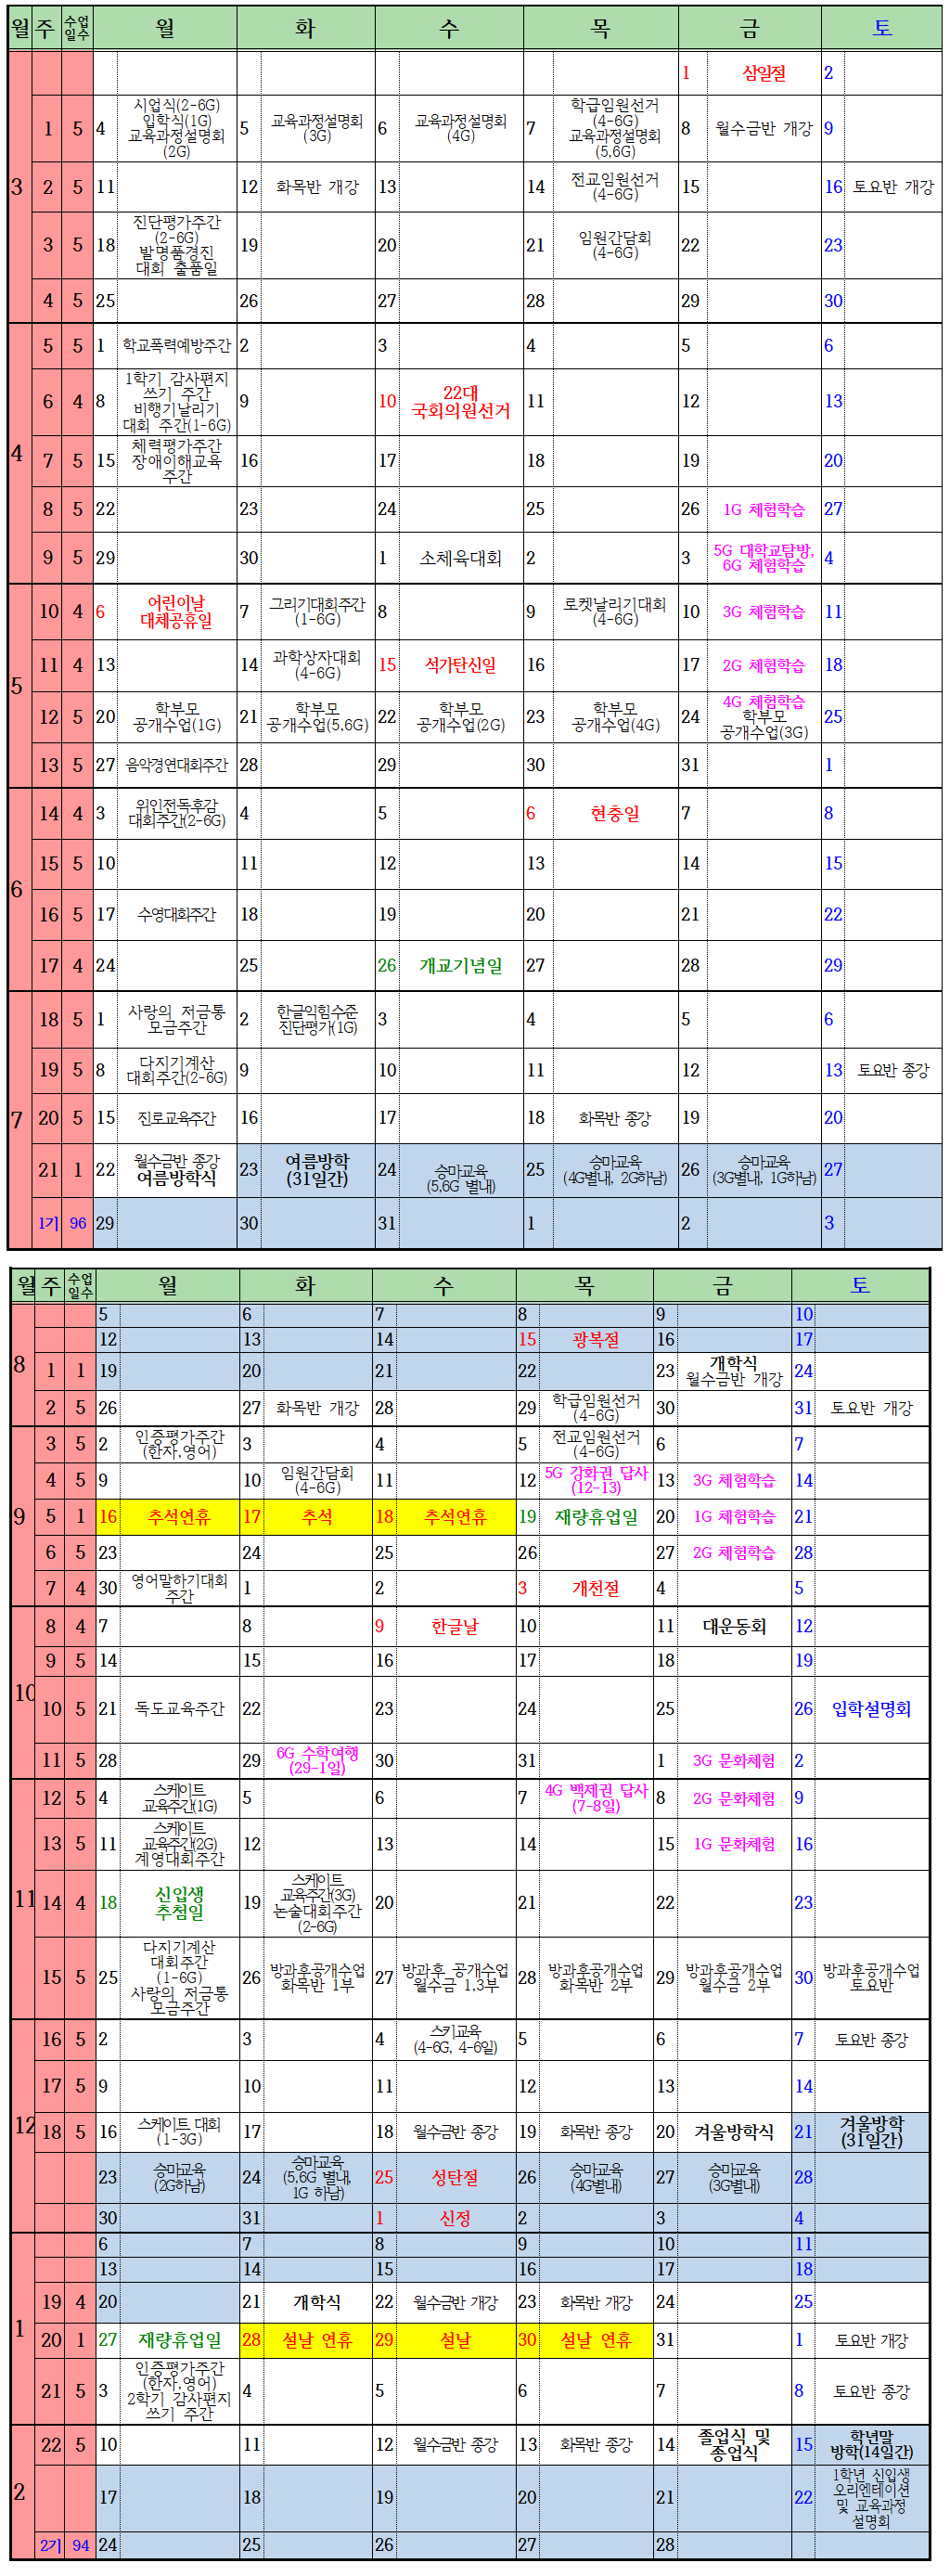 월 주 수업일수 월 화 수 목 금 토
3
1 삼일절 2
1 5 4 시업식(2-6G) 입학식(1G) 교육과정설명회 (2G) 5 교육과정설명회 (3G) 6 교육과정설명회 (4G) 7 학급임원선거 (4-6G) 교육과정설명회 (5,6G) 8 월수금반 개강 9
2 5 11 12 화목반 개강 13 14 전교임원선거 (4-6G) 15 16 토요반 개강
3 5 18 진단평가주간 (2-6G) 발명품경진 대회 출품일 19 20 21 임원간담회 (4-6G) 22 23
4 5 25 26 27 28 29 30
4
5 5 1 학교폭력예방주간 2 3 4 5 6
6 4 8 1학기 감사편지 쓰기 주간 비행기날리기 대회 주간(1-6G) 9 10 22대 국회의원선거 11 12 13
7 5 15 체력평가주간 장애이해교육 주간 16 17 18 19 20
8 5 22 23 24 25 26 1G 체험학습 27
9 5 29 30 1 소체육대회 2 3 5G 대학교탐방, 6G 체험학습 4
5
10 4 6 어린이날 대체공휴일 7 그리기대회주간 (1-6G) 8 9 로켓날리기대회 (4-6G) 10 3G 체험학습 11
11 4 13 14 과학상자대회 (4-6G) 15 석가탄신일 16 17 2G 체험학습 18
12 5 20 학부모 공개수업(1G) 21 학부모 공개수업(5,6G) 22 학부모 공개수업(2G) 23 학부모 공개수업(4G) 24 4G 체험학습 학부모 공개수업(3G) 25
13 5 27 음악경연대회주간 28 29 30 31 1
6
14 4 3 위인전독후감 대회주간(2-6G) 4 5 6 현충일 7 8
15 5 10 11 12 13 14 15
16 5 17 수영대회주간 18 19 20 21 22
17 4 24 25 26 개교기념일 27 28 29
7
18 5 1 사랑의 저금통 모금주간 2 한글익힘수준 진단평가(1G) 3 4 5 6
19 5 8 다지기계산 대회주간(2-6G) 9 10 11 12 13 토요반 종강
20 5 15 진로교육주간 16 17 18 화목반 종강 19 20
21 1 22 월수금반 종강 여름방학식 23 여름방학 (31일간) 24 승마교육 (5,6G 별내) 25 승마교육 (4G별내, 2G하남) 26 승마교육 (3G별내, 1G하남) 27
1기 96 29 30 31 1 2 3
월 주 수업일수 월 화 수 목 금 토
8
5 6 7 8 9 10
12 13 14 15 광복절 16 17
1 1 19 20 21 22 23 개학식 월수금반 개강 24
2 5 26 27 화목반 개강 28 29 학급임원선거 (4-6G) 30 31 토요반 개강
9
3 5 2 인증평가주간 (한자,영어) 3 4 5 전교임원선거 (4-6G) 6 7
4 5 9 10 임원간담회 (4-6G) 11 12 5G 강화권 답사 (12-13) 13 3G 체험학습 14
5 1 16 추석연휴 17 추석 18 추석연휴 19 재량휴업일 20 1G 체험학습 21
6 5 23 24 25 26 27 2G 체험학습 28
7 4 30 영어말하기대회 주간 1 2 3 개천절 4 5
10
8 4 7 8 9 한글날 10 11 대운동회 12
9 5 14 15 16 17 18 19
10 5 21 독도교육주간 22 23 24 25 26 입학설명회
11 5 28 29 6G 수학여행 (29-1일) 30 31 1 3G 문화체험 2
11
12 5 4 스케이트 교육주간(1G) 5 6 7 4G 백제권 답사 (7-8일) 8 2G 문화체험 9
13 5 11 스케이트 교육주간(2G) 계영대회주간 12 13 14 15 1G 문화체험 16
14 4 18 신입생 추첨일 19 스케이트 교육주간(3G) 논술대회주간 (2-6G) 20 21 22 23
15 5 25 다지기계산 대회주간 (1-6G) 사랑의 저금통 모금주간 26 방과후공개수업 화목반 1부 27 방과후 공개수업 월수금 1,3부 28 방과후공개수업 화목반 2부 29 방과후공개수업 월수금 2부 30 방과후공개수업 토요반
12
16 5 2 3 4 스키교육 (4-6G, 4-6일) 5 6 7 토요반 종강
17 5 9 10 11 12 13 14
18 5 16 스케이트 대회 (1-3G) 17 18 월수금반 종강 19 화목반 종강 20 겨울방학식 21 겨울방학 (31일간)
23 승마교육 (2G하남) 24 승마교육 (5,6G 별내, 1G 하남) 25 성탄절 26 승마교육 (4G별내) 27 승마교육 (3G별내) 28
30 31 1 신정 2 3 4
1
6 7 8 9 10 11
13 14 15 16 17 18
19 4 20 21 개학식 22 월수금반 개강 23 화목반 개강 24 25
20 1 27 재량휴업일 28 설날 연휴 29 설날 30 설날 연휴 31 1 토요반 개강
21 5 3 인증평가주간 (한자,영어) 2학기 감사편지 쓰기 주간 4 5 6 7 8 토요반 종강
2
22 5 10 11 12 월수금반 종강 13 화목반 종강 14 졸업식 및 종업식 15 학년말 방학(14일간)
17 18 19 20 21 22 1학년 신입생 오리엔테이션 및 교육과정 설명회
2기 94 24 25 26 27 28